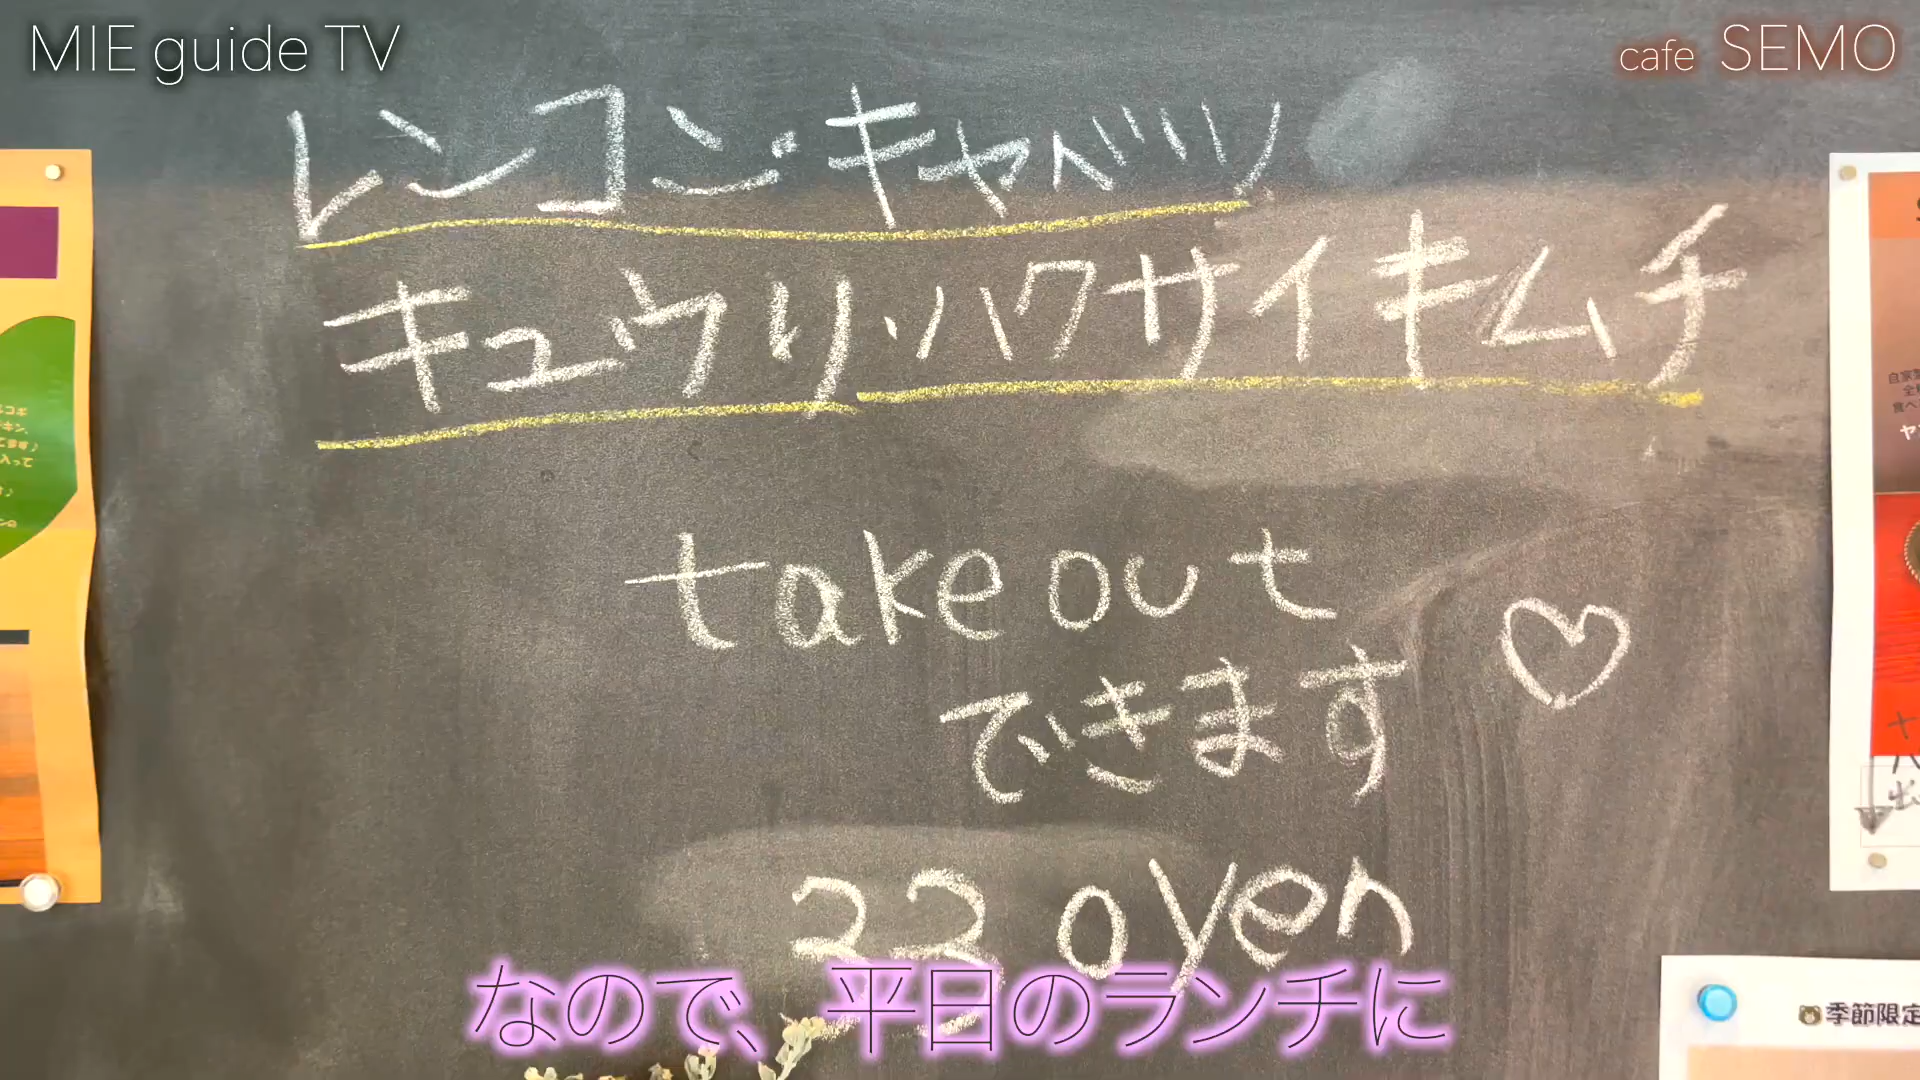 MIE guide TV
cafe SEMO
レンコン・キャベツ
キュウリ・ハクサイキムチ
take out
できます♡
220yen
なので、平日のランチに
季節限定